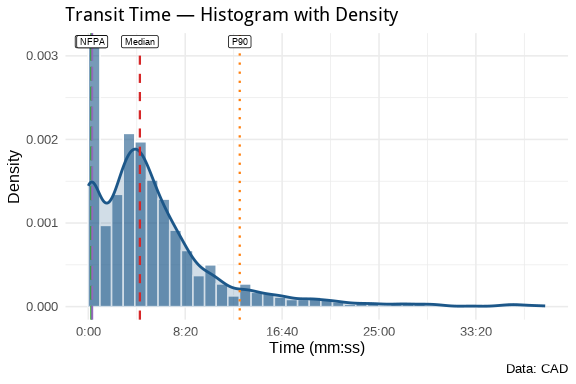 Transit Time — Histogram with Density
NFPA Median P90
0.003
0.002
0.001
0.000
Density
0:00 8:20 16:40 25:00 33:20
Time (mm:ss)
Data: CAD